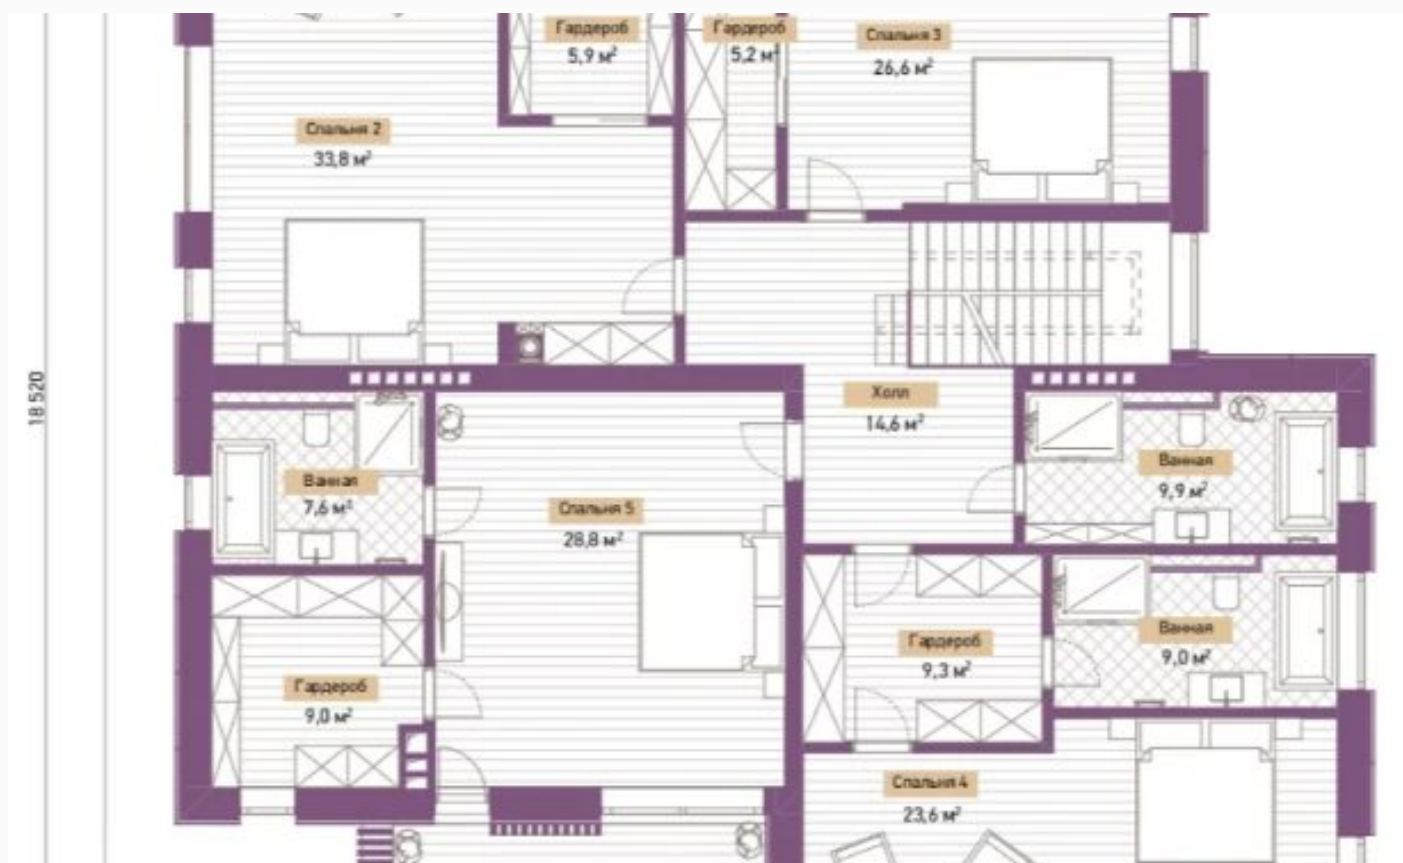 Гардероб
5,9 м²
Гардероб
5,2 м²
Спальня 3
26,6 м²
Спальня 2
33,8 м²
18 520
Холл
14,6 м²
Ванная
7,6 м²
Спальня 5
28,8 м²
Ванная
9,9 м²
Гардероб
9,3 м²
Ванная
9,0 м²
Гардероб
9,0 м²
Спальня 4
23,6 м²